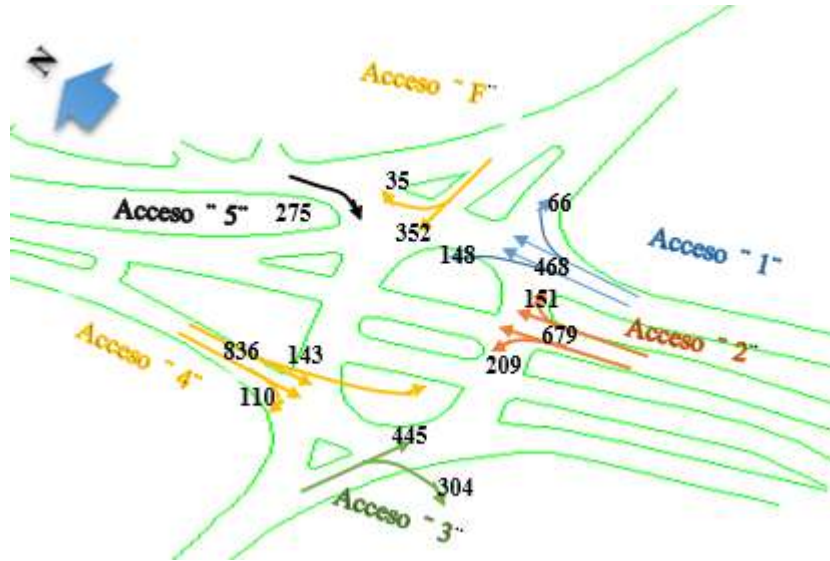 N
Acceso ¨ F¨
35
352
Acceso ¨ 5¨
275
66
148
468
Acceso ¨ 1¨
151
679
209
Acceso ¨ 2¨
836
143
110
Acceso ¨ 4¨
445
304
Acceso ¨ 3¨